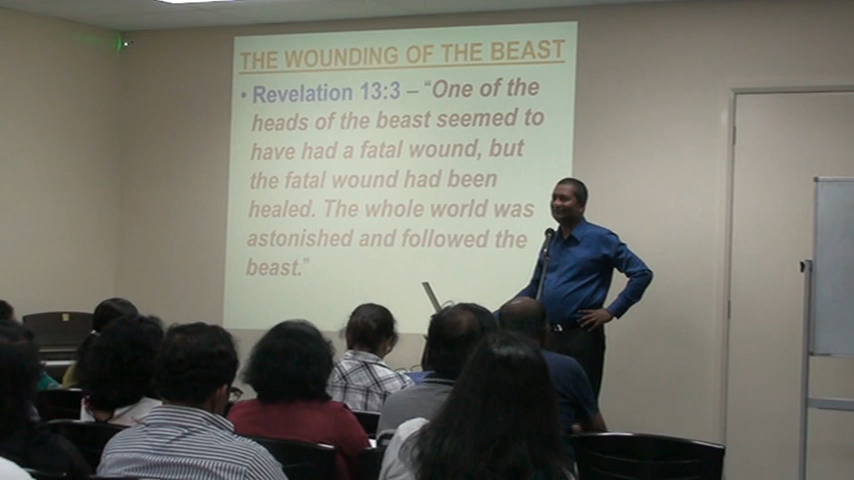 THE WOUNDING OF THE BEAST
• Revelation 13:3 – “One of the
heads of the beast seemed to
have had a fatal wound, but
the fatal wound had been
healed. The whole world was
astonished and followed the
beast.”